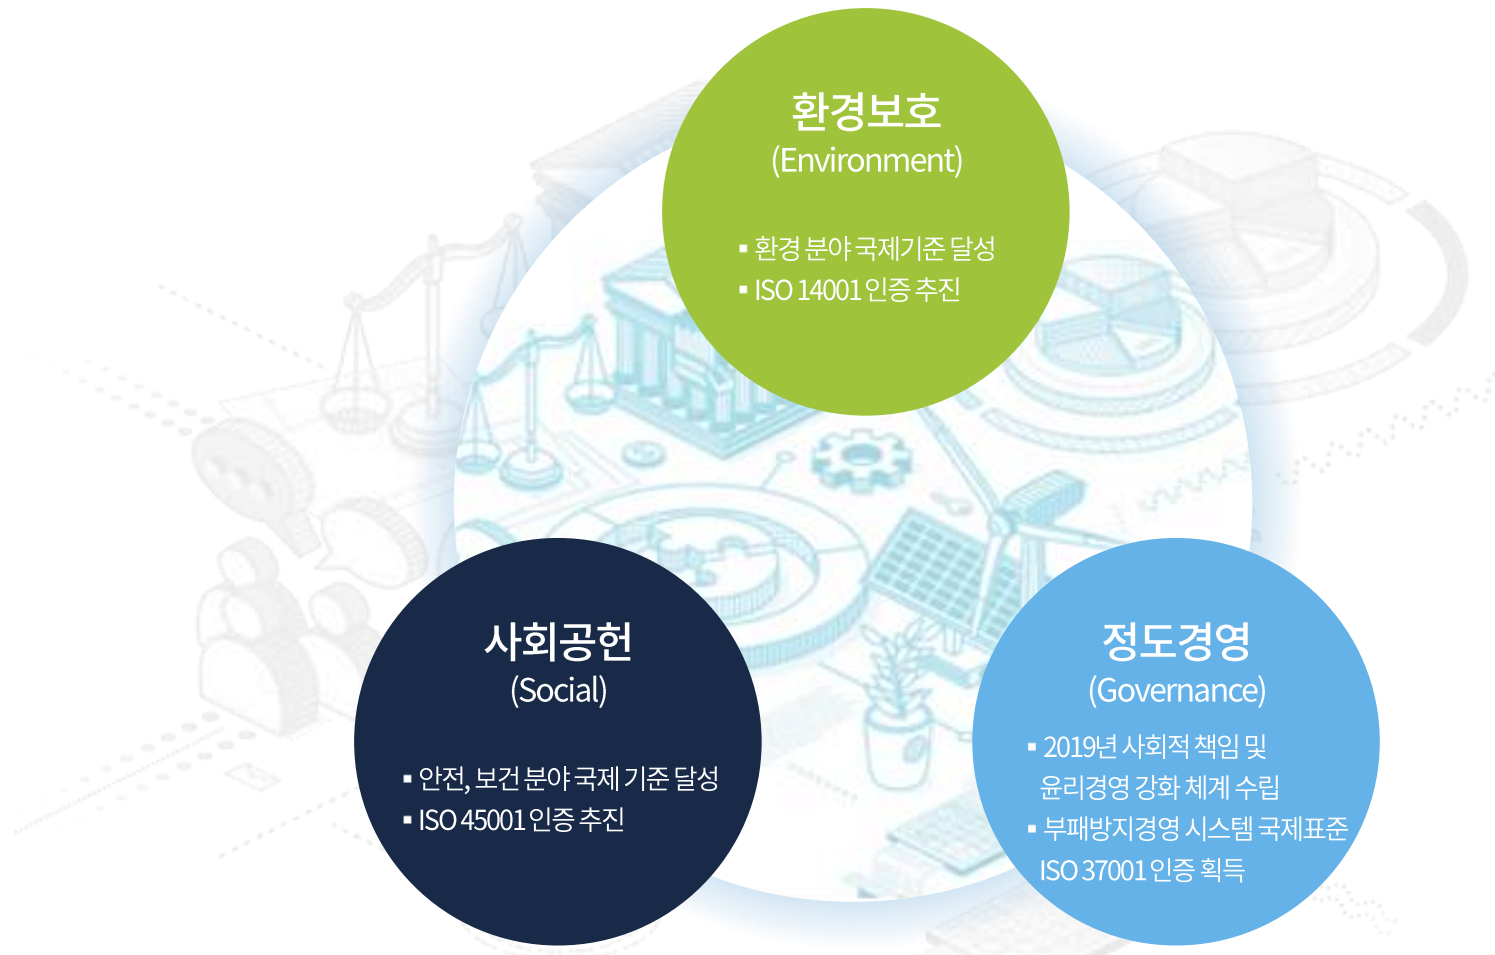 환경보호
(Environment)
▪ 환경 분야 국제기준 달성
▪ ISO 14001 인증 추진
사회공헌
(Social)
▪ 안전, 보건 분야 국제 기준 달성
▪ ISO 45001 인증 추진
정도경영
(Governance)
▪ 2019년 사회적 책임 및
윤리경영 강화 체계 수립
▪ 부패방지경영 시스템 국제표준
ISO 37001 인증 획득